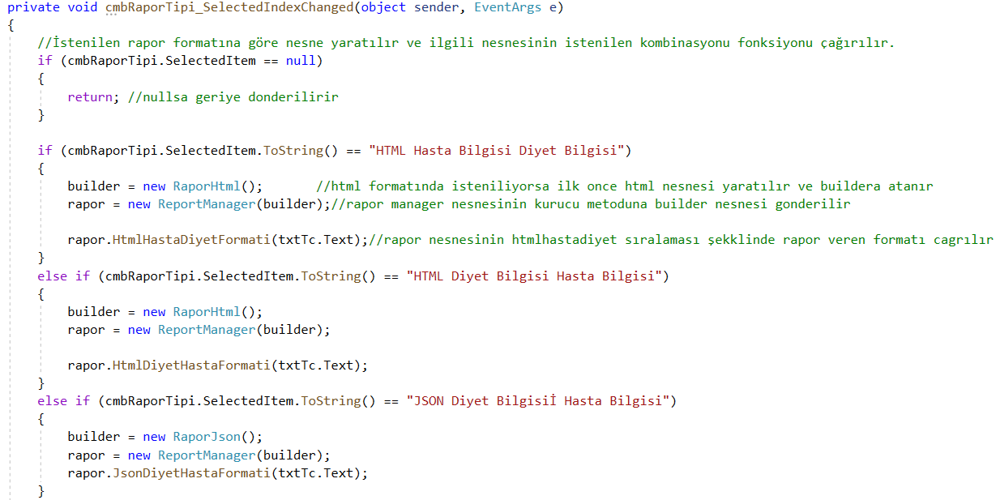 private void cmbRaporTipi_SelectedIndexChanged(object sender, EventArgs e)
{
//İstenilen rapor formatına göre nesne yaratılır ve ilgili nesnesinin istenilen kombinasyonu fonksiyonu çağırılır.
if (cmbRaporTipi.SelectedItem == null)
{
return; //nullsa geriye donderilirir
}
if (cmbRaporTipi.SelectedItem.ToString() == "HTML Hasta Bilgisi Diyet Bilgisi")
{
builder = new RaporHtml(); //html formatında isteniliyorsa ilk once html nesnesi yaratılır ve buildera atanır
rapor = new ReportManager(builder);//rapor manager nesnesinin kurucu metoduna builder nesnesi gonderilir
rapor.HtmlHastaDiyetFormati(txtTc.Text);//rapor nesnesinin htmlhastadiyet sıralaması şekklinde rapor veren formatı cagrılır
}
else if (cmbRaporTipi.SelectedItem.ToString() == "HTML Diyet Bilgisi Hasta Bilgisi")
{
builder = new RaporHtml();
rapor = new ReportManager(builder);
rapor.HtmlDiyetHastaFormati(txtTc.Text);
}
else if (cmbRaporTipi.SelectedItem.ToString() == "JSON Diyet Bilgisiİ Hasta Bilgisi")
{
builder = new RaporJson();
rapor = new ReportManager(builder);
rapor.JsonDiyetHastaFormati(txtTc.Text);
}